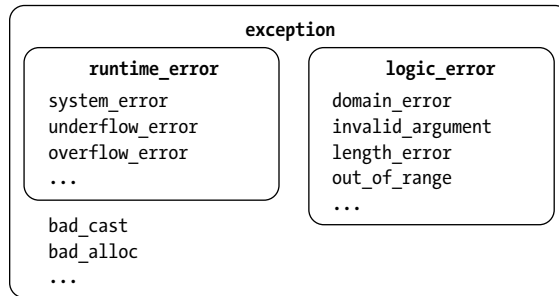 exception
runtime_error
system_error
underflow_error
overflow_error
...
logic_error
domain_error
invalid_argument
length_error
out_of_range
...
bad_cast
bad_alloc
...